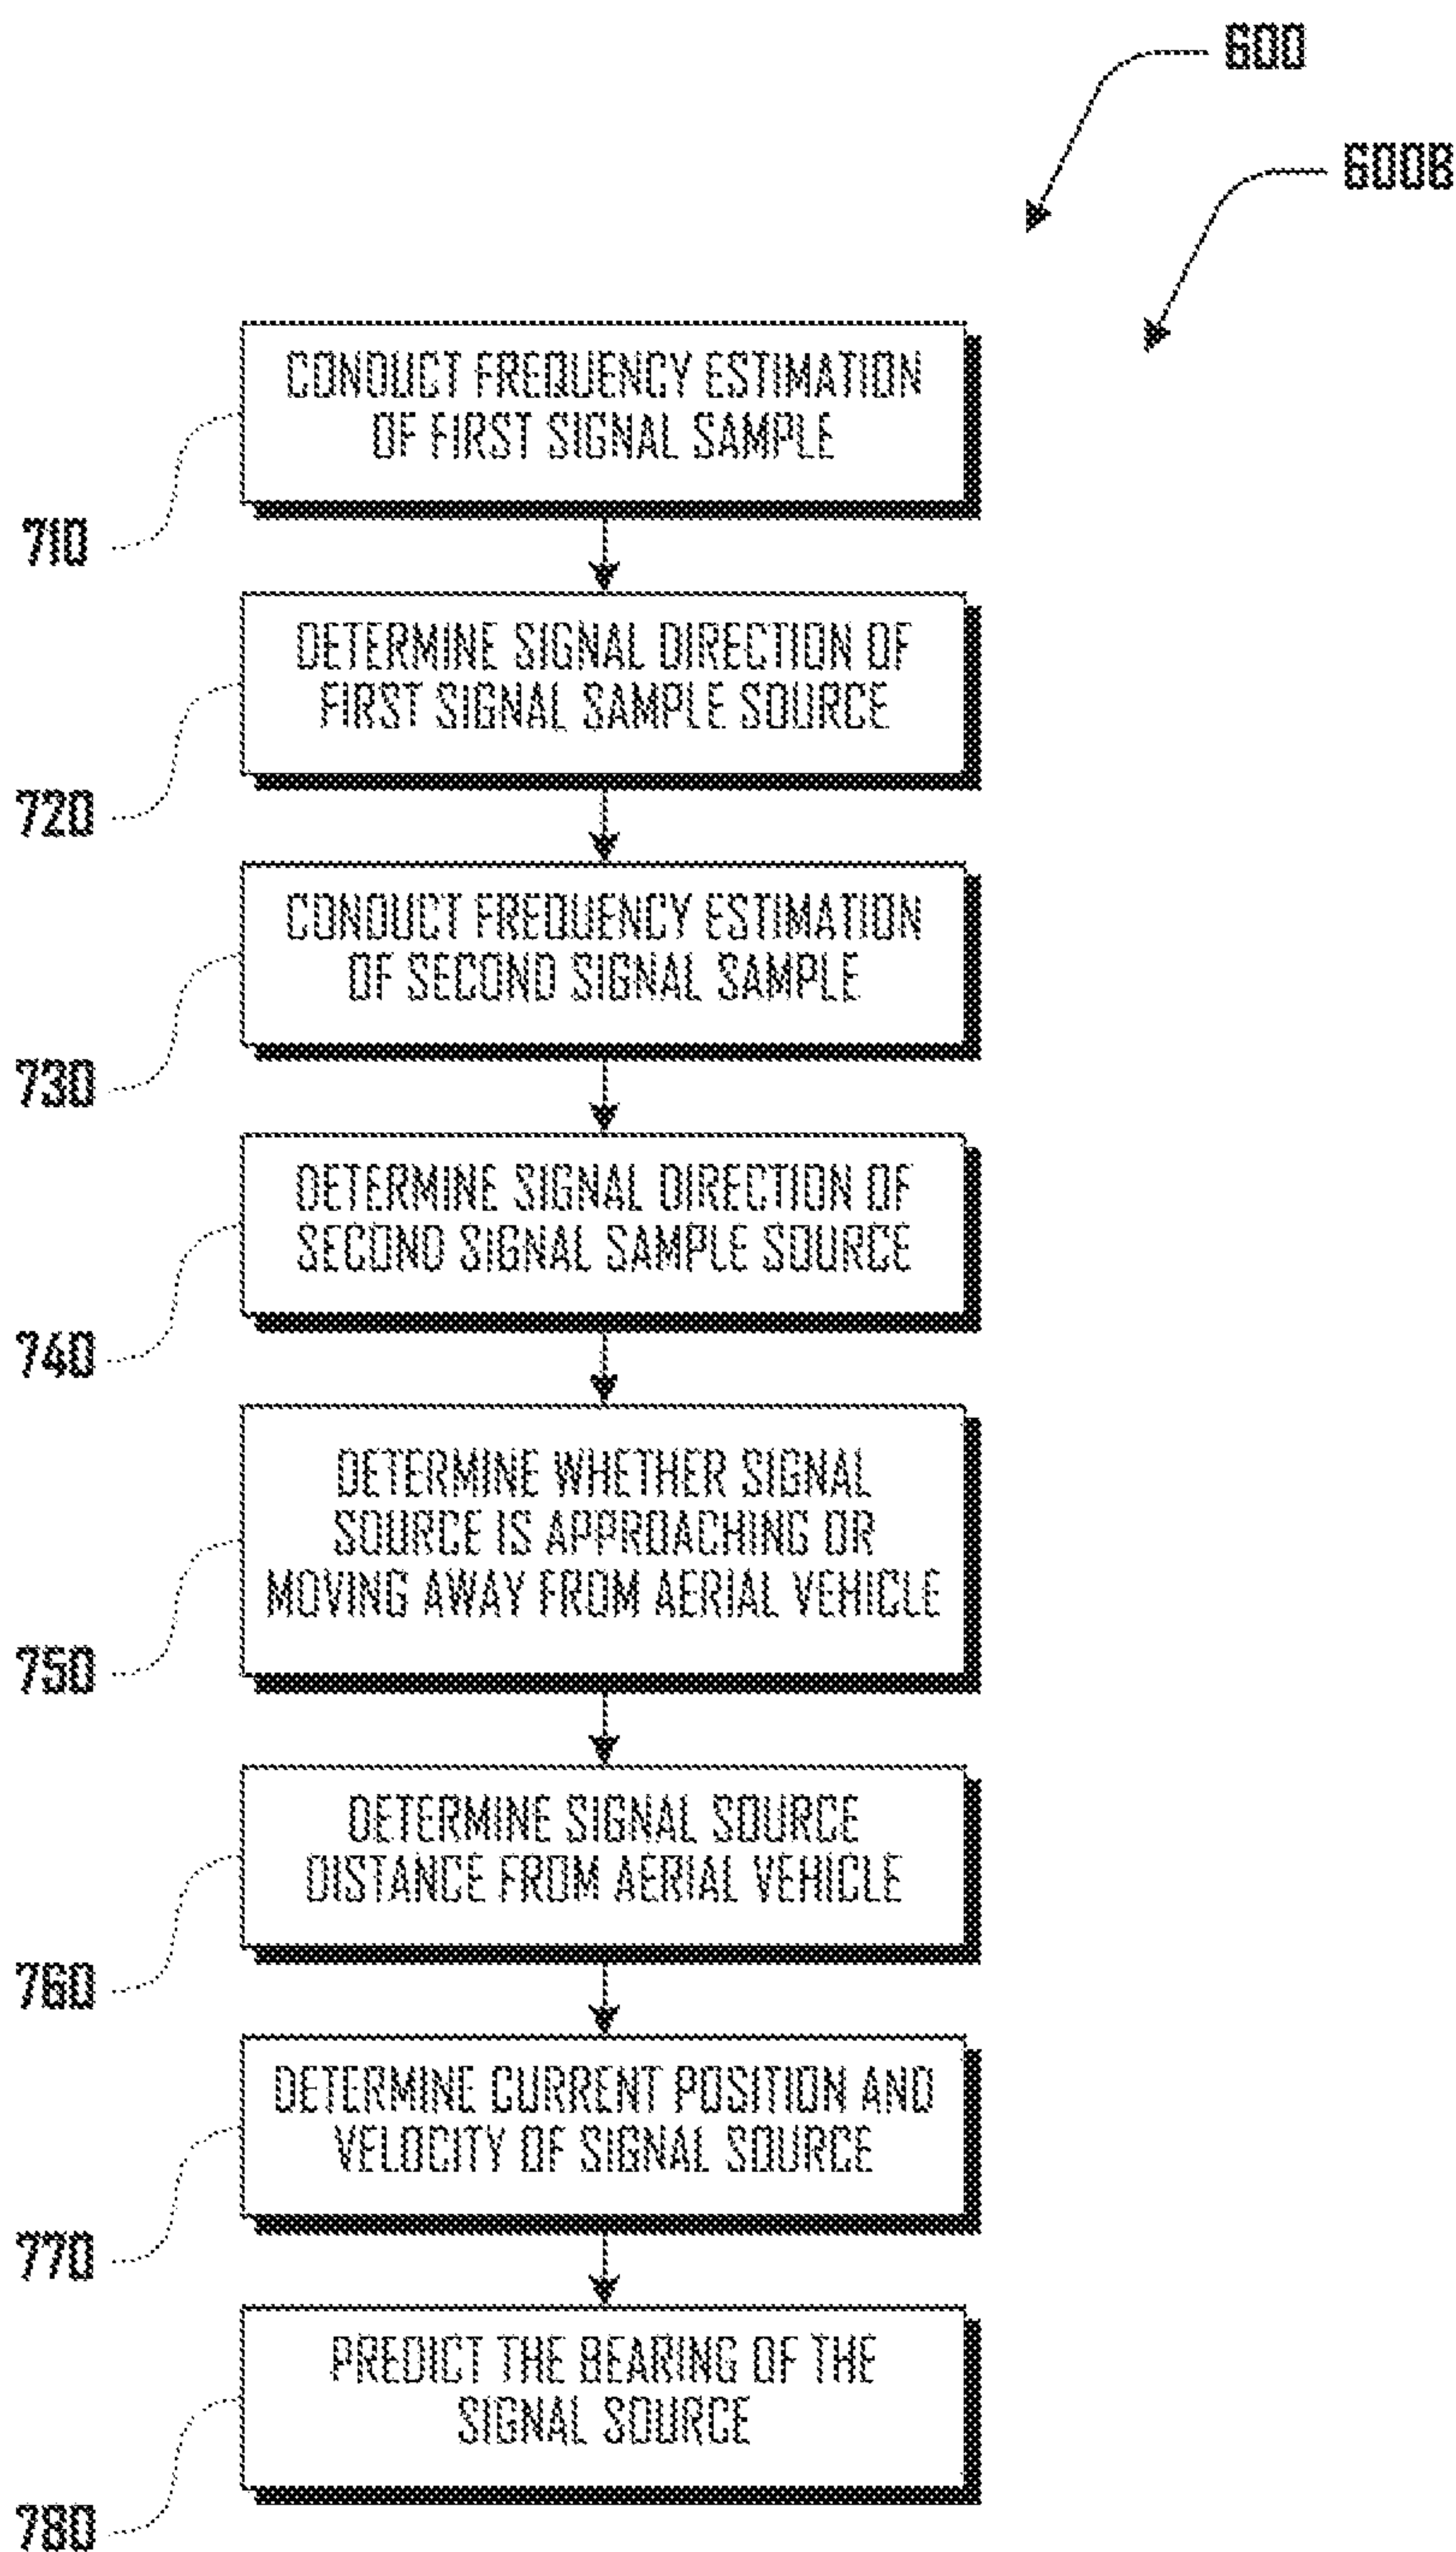 600
600B
CONDUCT FREQUENCY ESTIMATION
OF FIRST SIGNAL SAMPLE
710
DETERMINE SIGNAL DIRECTION OF
FIRST SIGNAL SAMPLE SOURCE
720
CONDUCT FREQUENCY ESTIMATION
OF SECOND SIGNAL SAMPLE
730
DETERMINE SIGNAL DIRECTION OF
SECOND SIGNAL SAMPLE SOURCE
740
DETERMINE WHETHER SIGNAL
SOURCE IS APPROACHING OR
MOVING AWAY FROM AERIAL VEHICLE
750
DETERMINE SIGNAL SOURCE
DISTANCE FROM AERIAL VEHICLE
760
DETERMINE CURRENT POSITION AND
VELOCITY OF SIGNAL SOURCE
770
PREDICT THE BEARING OF THE
SIGNAL SOURCE
780